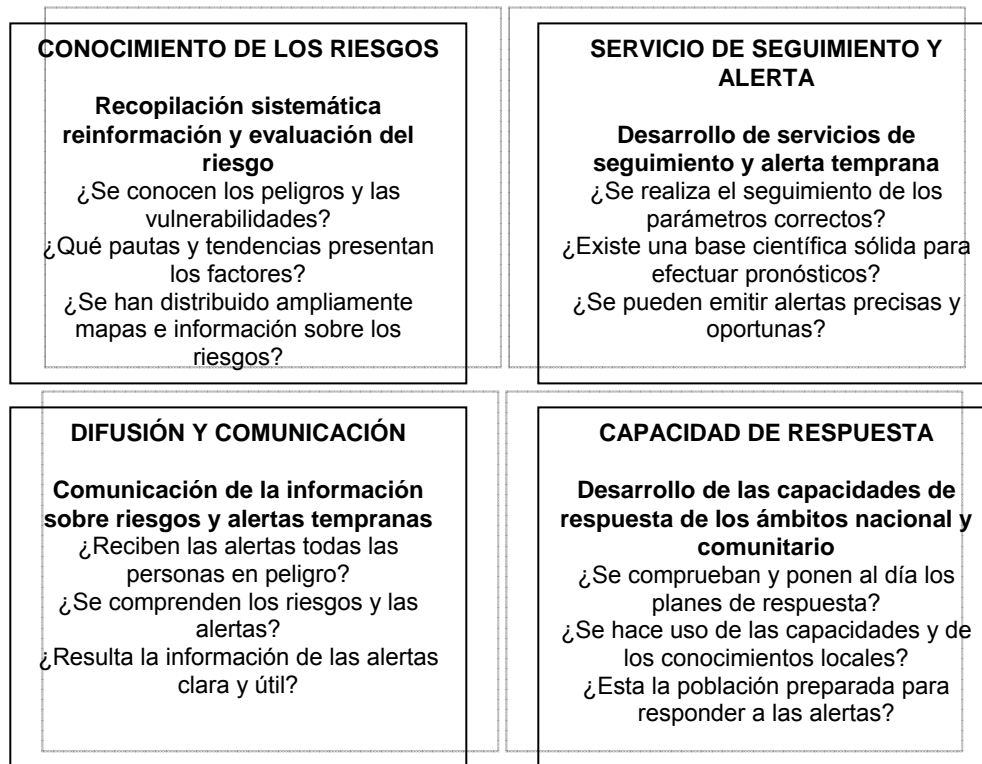 CONOCIMIENTO DE LOS RIESGOS
Recopilación sistemática
reinformación y evaluación del
riesgo
¿Se conocen los peligros y las
vulnerabilidades?
¿Qué pautas y tendencias presentan
los factores?
¿Se han distribuido ampliamente
mapas e información sobre los
riesgos?
SERVICIO DE SEGUIMIENTO Y
ALERTA
Desarrollo de servicios de
seguimiento y alerta temprana
¿Se realiza el seguimiento de los
parámetros correctos?
¿Existe una base científica sólida para
efectuar pronósticos?
¿Se pueden emitir alertas precisas y
oportunas?
DIFUSIÓN Y COMUNICACIÓN
Comunicación de la información
sobre riesgos y alertas tempranas
¿Reciben las alertas todas las
personas en peligro?
¿Se comprenden los riesgos y las
alertas?
¿Resulta la información de las alertas
clara y útil?
CAPACIDAD DE RESPUESTA
Desarrollo de las capacidades de
respuesta de los ámbitos nacional y
comunitario
¿Se comprueban y ponen al día los
planes de respuesta?
¿Se hace uso de las capacidades y de
los conocimientos locales?
¿Esta la población preparada para
responder a las alertas?